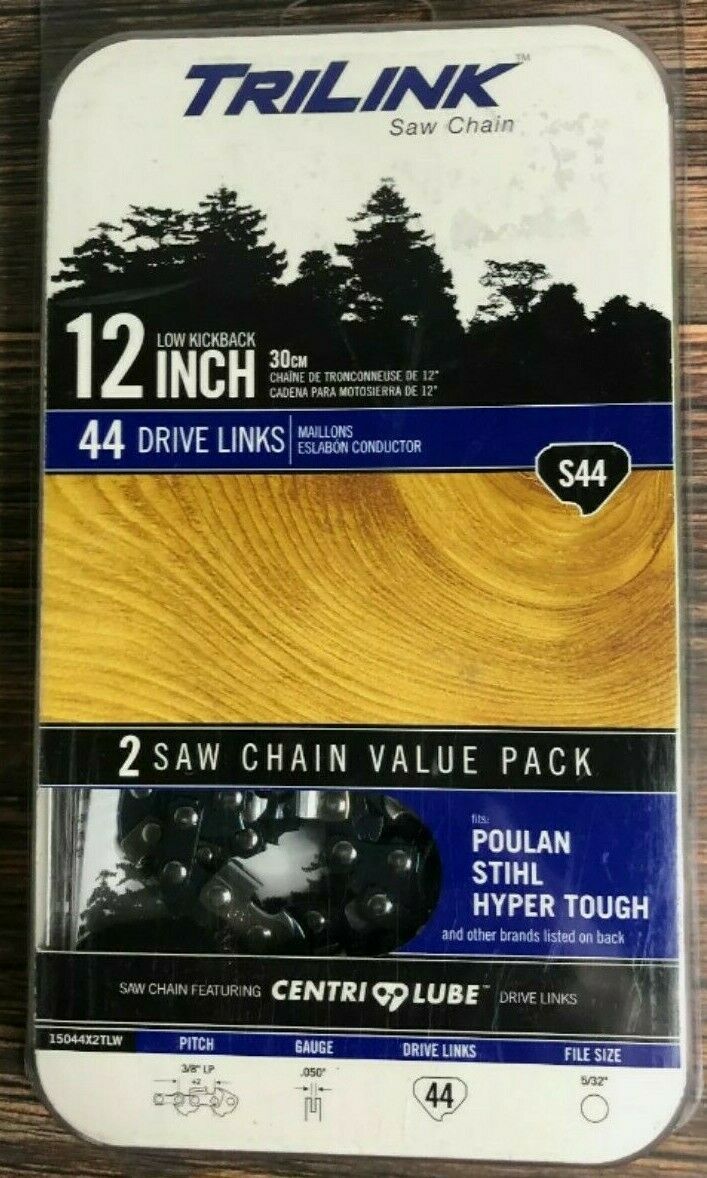 TRILINK™
Saw Chain
LOW KICKBACK
12 INCH
30CM
CHAÎNE DE TRONCONNEUSE DE 12"
CADENA PARA MOTOSIERRA DE 12"
44 DRIVE LINKS
MAILLONS
ESLABÓN CONDUCTOR
S44
2 SAW CHAIN VALUE PACK
fits:
POULAN
STIHL
HYPER TOUGH
and other brands listed on back
SAW CHAIN FEATURING CENTRI LUBE™ DRIVE LINKS
15044X2TLW PITCH GAUGE DRIVE LINKS FILE SIZE
3/8" LP .050" 44 5/32"
÷2